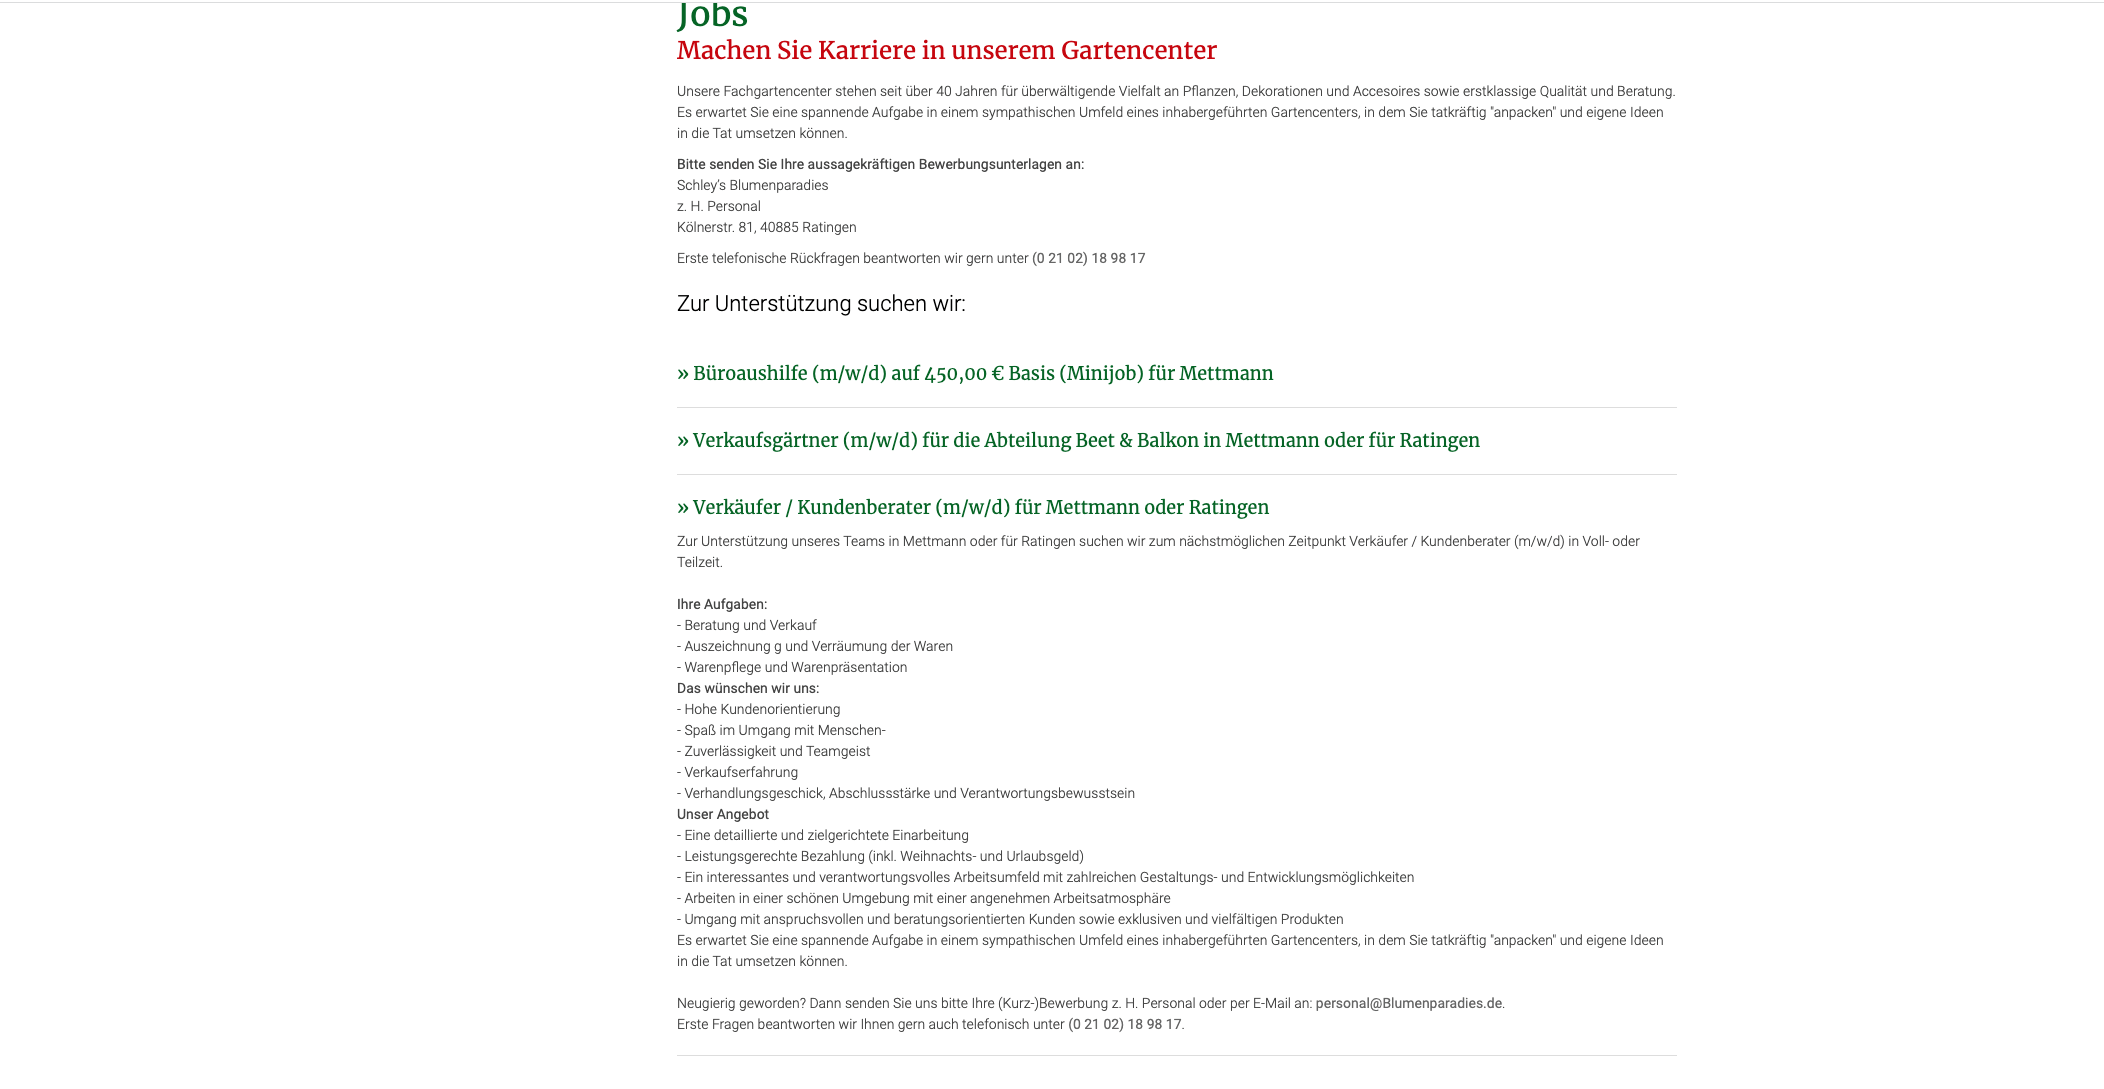 Jobs
Machen Sie Karriere in unserem Gartencenter
Unsere Fachgartencenter stehen seit über 40 Jahren für überwältigende Vielfalt an Pflanzen, Dekorationen und Accesoires sowie erstklassige Qualität und Beratung.
Es erwartet Sie eine spannende Aufgabe in einem sympathischen Umfeld eines inhabergeführten Gartencenters, in dem Sie tatkräftig "anpacken" und eigene Ideen
in die Tat umsetzen können.
Bitte senden Sie Ihre aussagekräftigen Bewerbungsunterlagen an:
Schley’s Blumenparadies
z. H. Personal
Kölnerstr. 81, 40885 Ratingen
Erste telefonische Rückfragen beantworten wir gern unter (0 21 02) 18 98 17
Zur Unterstützung suchen wir:
» Büroaushilfe (m/w/d) auf 450,00 € Basis (Minijob) für Mettmann
» Verkaufsgärtner (m/w/d) für die Abteilung Beet & Balkon in Mettmann oder für Ratingen
» Verkäufer / Kundenberater (m/w/d) für Mettmann oder Ratingen
Zur Unterstützung unseres Teams in Mettmann oder für Ratingen suchen wir zum nächstmöglichen Zeitpunkt Verkäufer / Kundenberater (m/w/d) in Voll- oder
Teilzeit.
Ihre Aufgaben:
- Beratung und Verkauf
- Auszeichnung g und Verräumung der Waren
- Warenpflege und Warenpräsentation
Das wünschen wir uns:
- Hohe Kundenorientierung
- Spaß im Umgang mit Menschen-
- Zuverlässigkeit und Teamgeist
- Verkaufserfahrung
- Verhandlungsgeschick, Abschlussstärke und Verantwortungsbewusstsein
Unser Angebot
- Eine detaillierte und zielgerichtete Einarbeitung
- Leistungsgerechte Bezahlung (inkl. Weihnachts- und Urlaubsgeld)
- Ein interessantes und verantwortungsvolles Arbeitsumfeld mit zahlreichen Gestaltungs- und Entwicklungsmöglichkeiten
- Arbeiten in einer schönen Umgebung mit einer angenehmen Arbeitsatmosphäre
- Umgang mit anspruchsvollen und beratungsorientierten Kunden sowie exklusiven und vielfältigen Produkten
Es erwartet Sie eine spannende Aufgabe in einem sympathischen Umfeld eines inhabergeführten Gartencenters, in dem Sie tatkräftig "anpacken" und eigene Ideen
in die Tat umsetzen können.
Neugierig geworden? Dann senden Sie uns bitte Ihre (Kurz-)Bewerbung z. H. Personal oder per E-Mail an: personal@Blumenparadies.de.
Erste Fragen beantworten wir Ihnen gern auch telefonisch unter (0 21 02) 18 98 17.